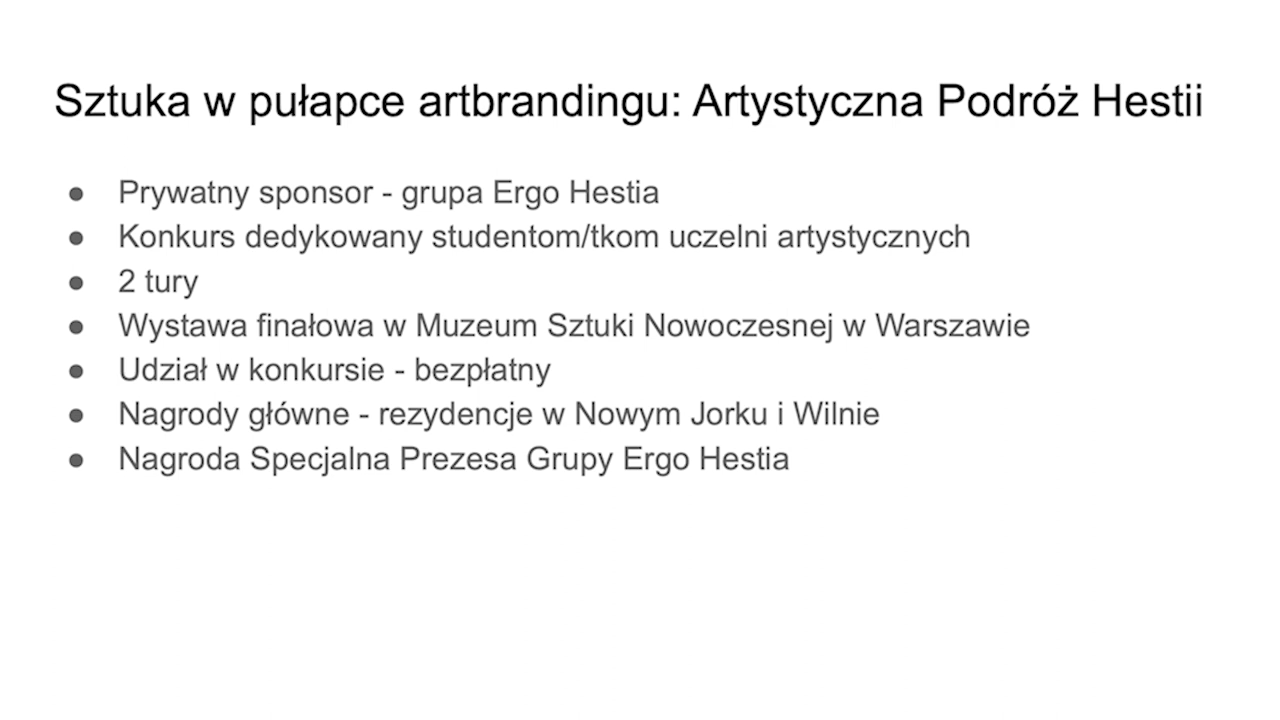 Sztuka w pułapce artbrandingu: Artystyczna Podróż Hestii
● Prywatny sponsor - grupa Ergo Hestia
● Konkurs dedykowany studentom/tkom uczelni artystycznych
● 2 tury
● Wystawa finałowa w Muzeum Sztuki Nowoczesnej w Warszawie
● Udział w konkursie - bezpłatny
● Nagrody główne - rezydencje w Nowym Jorku i Wilnie
● Nagroda Specjalna Prezesa Grupy Ergo Hestia